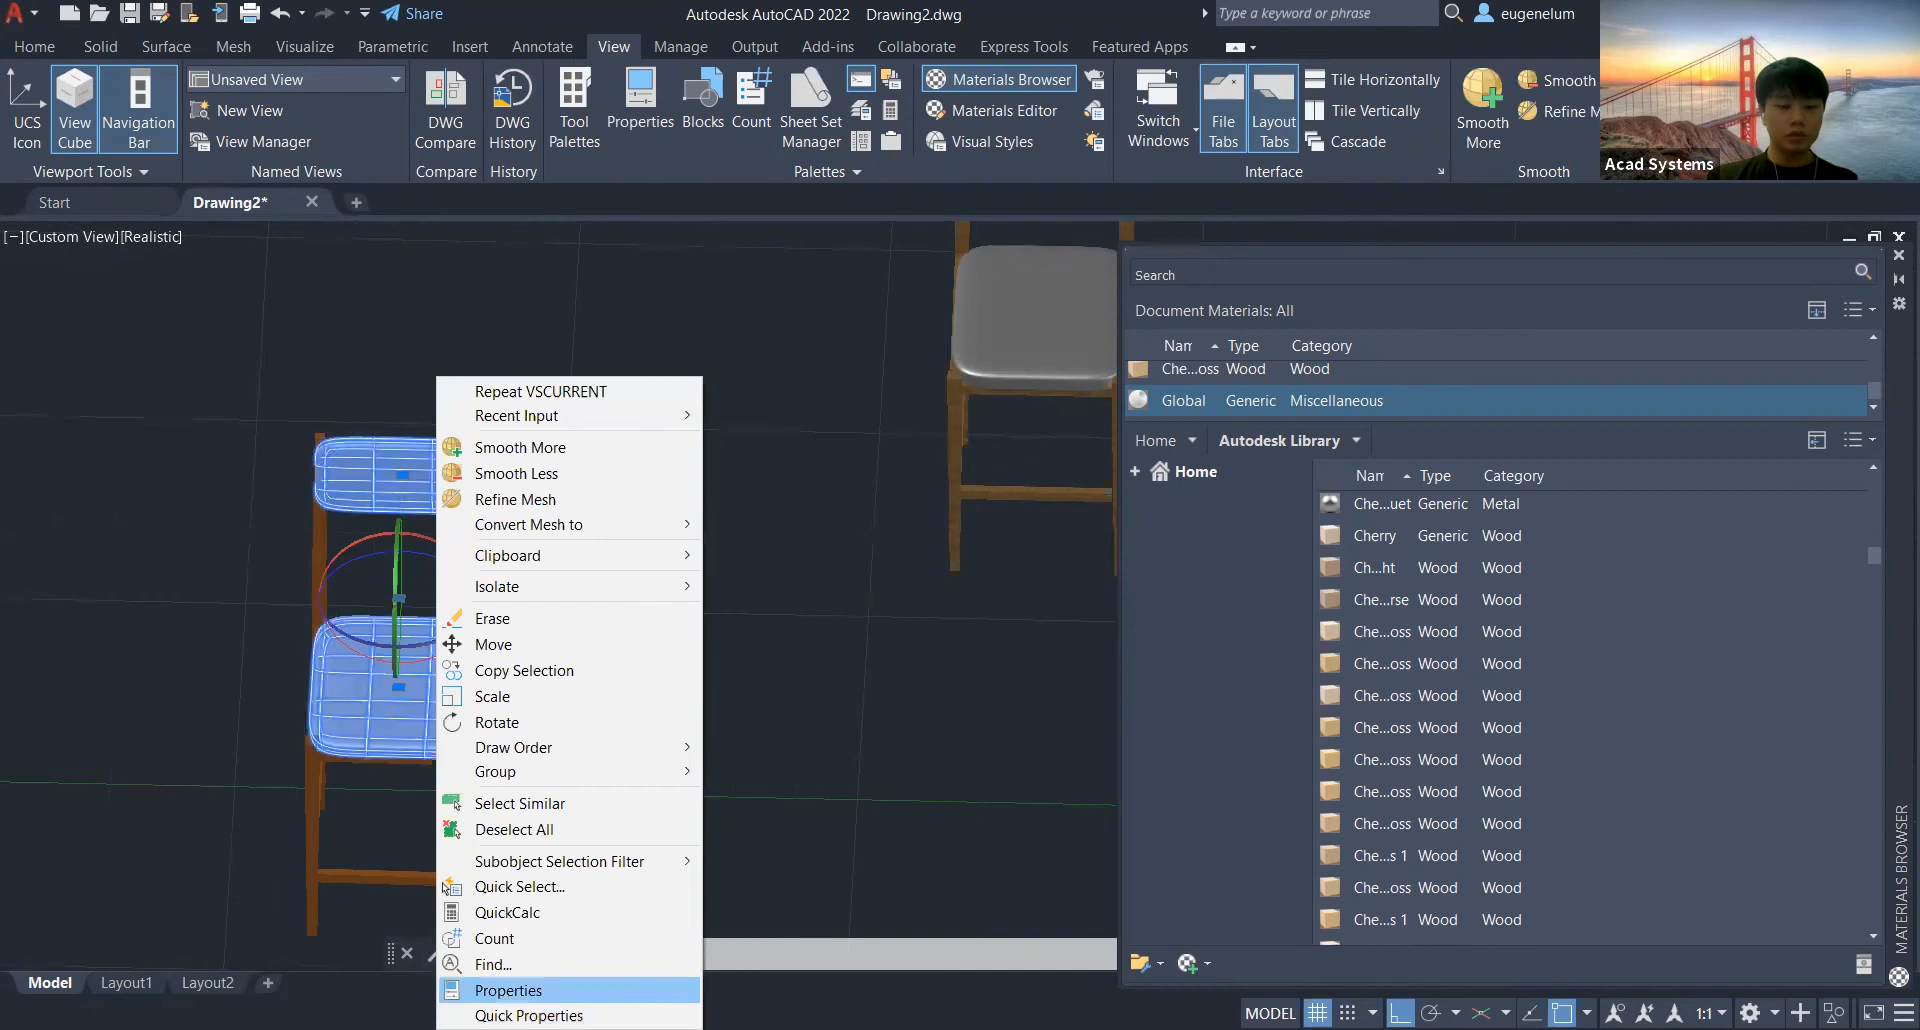 Share
Autodesk AutoCAD 2022 Drawing2.dwg
Type a keyword or phrase
eugenelum
Home Solid Surface Mesh Visualize Parametric Insert Annotate View Manage Output Add-ins Collaborate Express Tools Featured Apps
UCS Icon
View Cube
Navigation Bar
Viewport Tools
Unsaved View
New View
View Manager
Named Views
DWG Compare
Compare
DWG History
History
Tool Palettes
Properties
Blocks
Count
Sheet Set Manager
Palettes
Materials Browser
Materials Editor
Visual Styles
Switch Windows
File Tabs
Layout Tabs
Tile Horizontally
Tile Vertically
Cascade
Interface
Smooth More
Smooth
Refine M
Smooth
Acad Systems
Start
Drawing2*
[−][Custom View][Realistic]
Repeat VSCURRENT
Recent Input
Smooth More
Smooth Less
Refine Mesh
Convert Mesh to
Clipboard
Isolate
Erase
Move
Copy Selection
Scale
Rotate
Draw Order
Group
Select Similar
Deselect All
Subobject Selection Filter
Quick Select...
QuickCalc
Count
Find...
Properties
Quick Properties
Search
Document Materials: All
Nam Type Category
Che...oss Wood Wood
Global Generic Miscellaneous
Home Autodesk Library
Home
Nam Type Category
Che...uet Generic Metal
Cherry Generic Wood
Ch...ht Wood Wood
Che...rse Wood Wood
Che...oss Wood Wood
Che...oss Wood Wood
Che...oss Wood Wood
Che...oss Wood Wood
Che...oss Wood Wood
Che...oss Wood Wood
Che...oss Wood Wood
Che...s 1 Wood Wood
Che...oss Wood Wood
Che...s 1 Wood Wood
MATERIALS BROWSER
Model Layout1 Layout2
MODEL
1:1